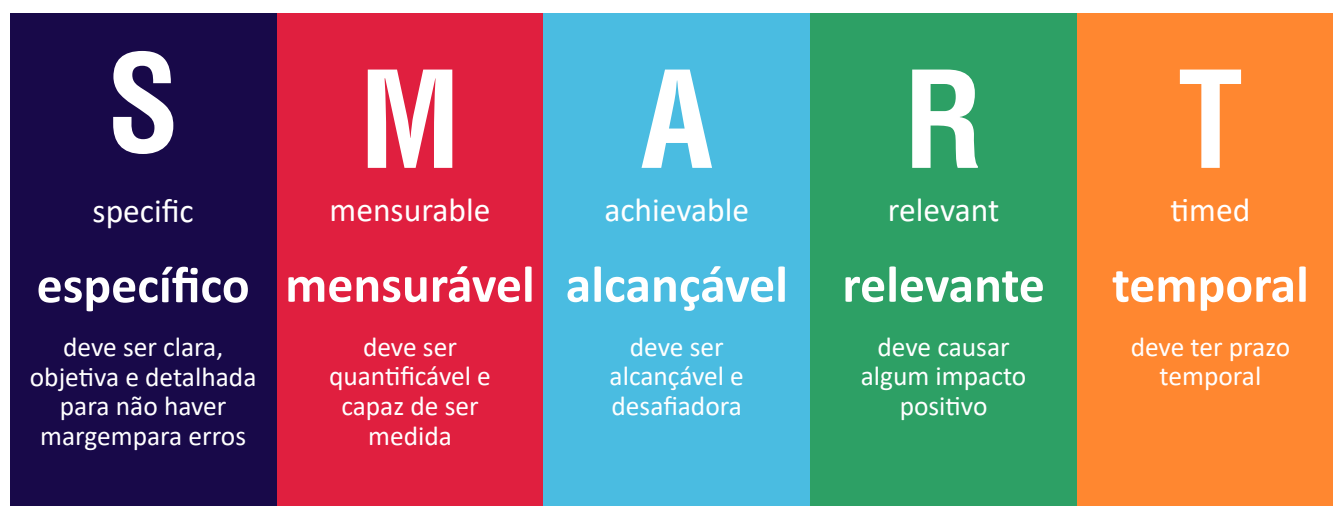 S
specific
específico
deve ser clara,
objetiva e detalhada
para não haver
margempara erros
M
mensurable
mensurável
deve ser
quantificável e
capaz de ser
medida
A
achievable
alcançável
deve ser
alcançável e
desafiadora
R
relevant
relevante
deve causar
algum impacto
positivo
T
timed
temporal
deve ter prazo
temporal